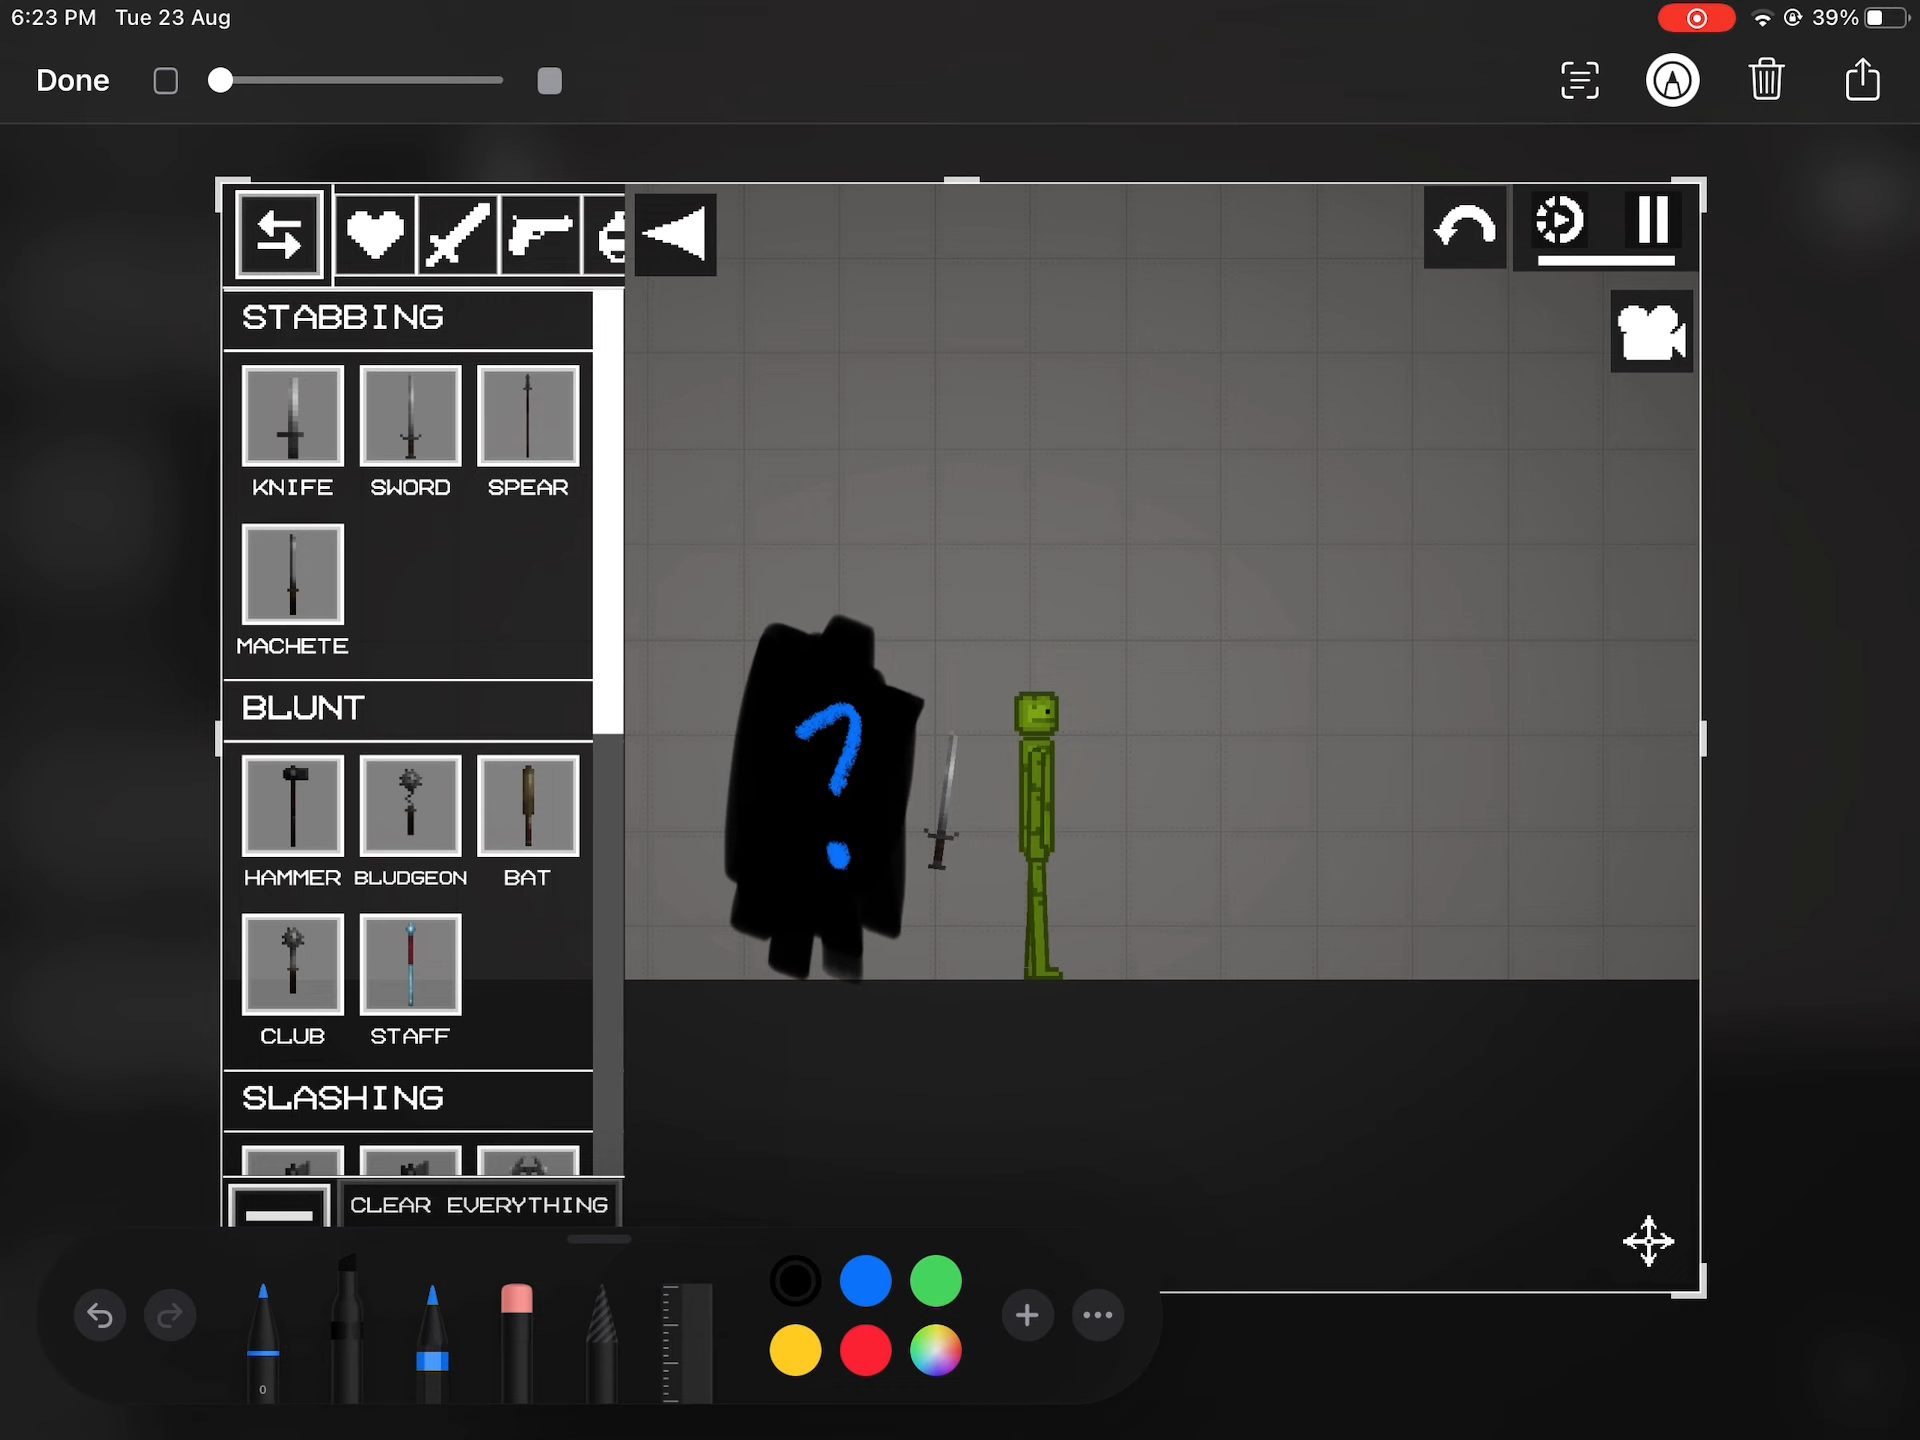 6:23 PM Tue 23 Aug
39%
Done
STABBING
KNIFE SWORD SPEAR
MACHETE
BLUNT
HAMMER BLUDGEON BAT
CLUB STAFF
SLASHING
CLEAR EVERYTHING
?
0